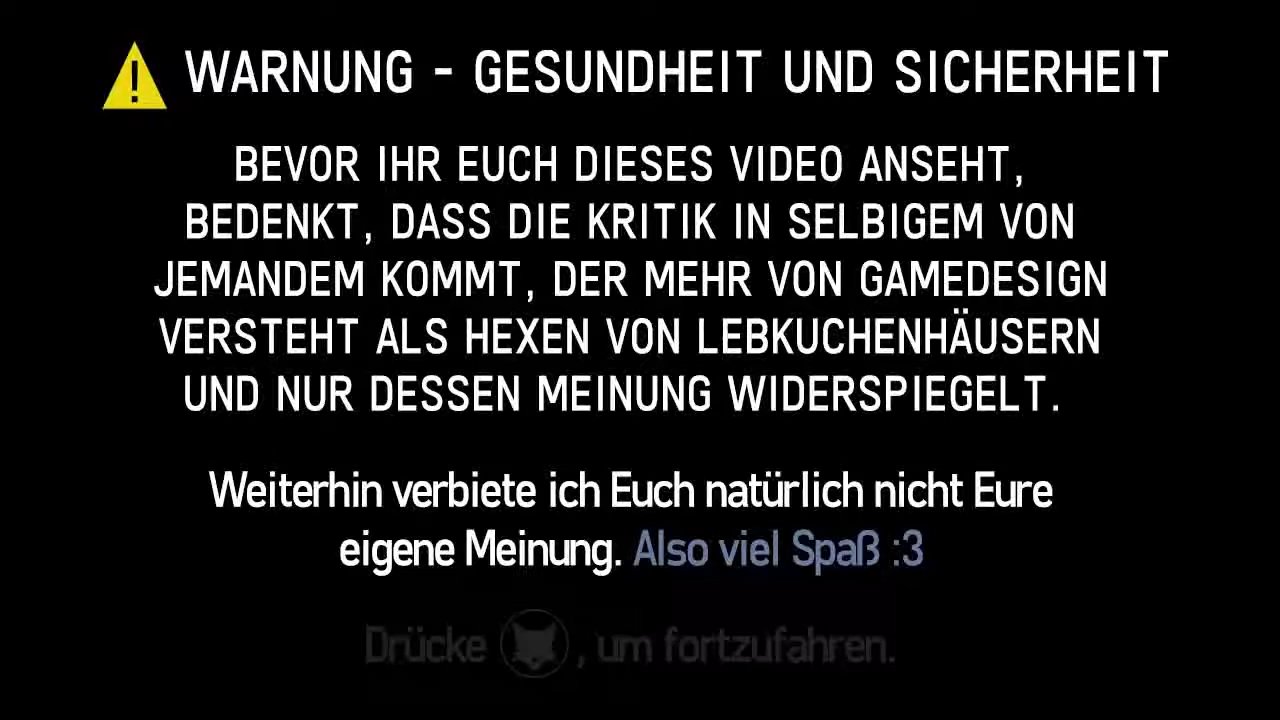 WARNUNG - GESUNDHEIT UND SICHERHEIT
BEVOR IHR EUCH DIESES VIDEO ANSEHT,
BEDENKT, DASS DIE KRITIK IN SELBIGEM VON
JEMANDEM KOMMT, DER MEHR VON GAMEDESIGN
VERSTEHT ALS HEXEN VON LEBKUCHENHÄUSERN
UND NUR DESSEN MEINUNG WIDERSPIEGELT.
Weiterhin verbiete ich Euch natürlich nicht Eure
eigene Meinung. Also viel Spaß :3
Drücke , um fortzufahren.